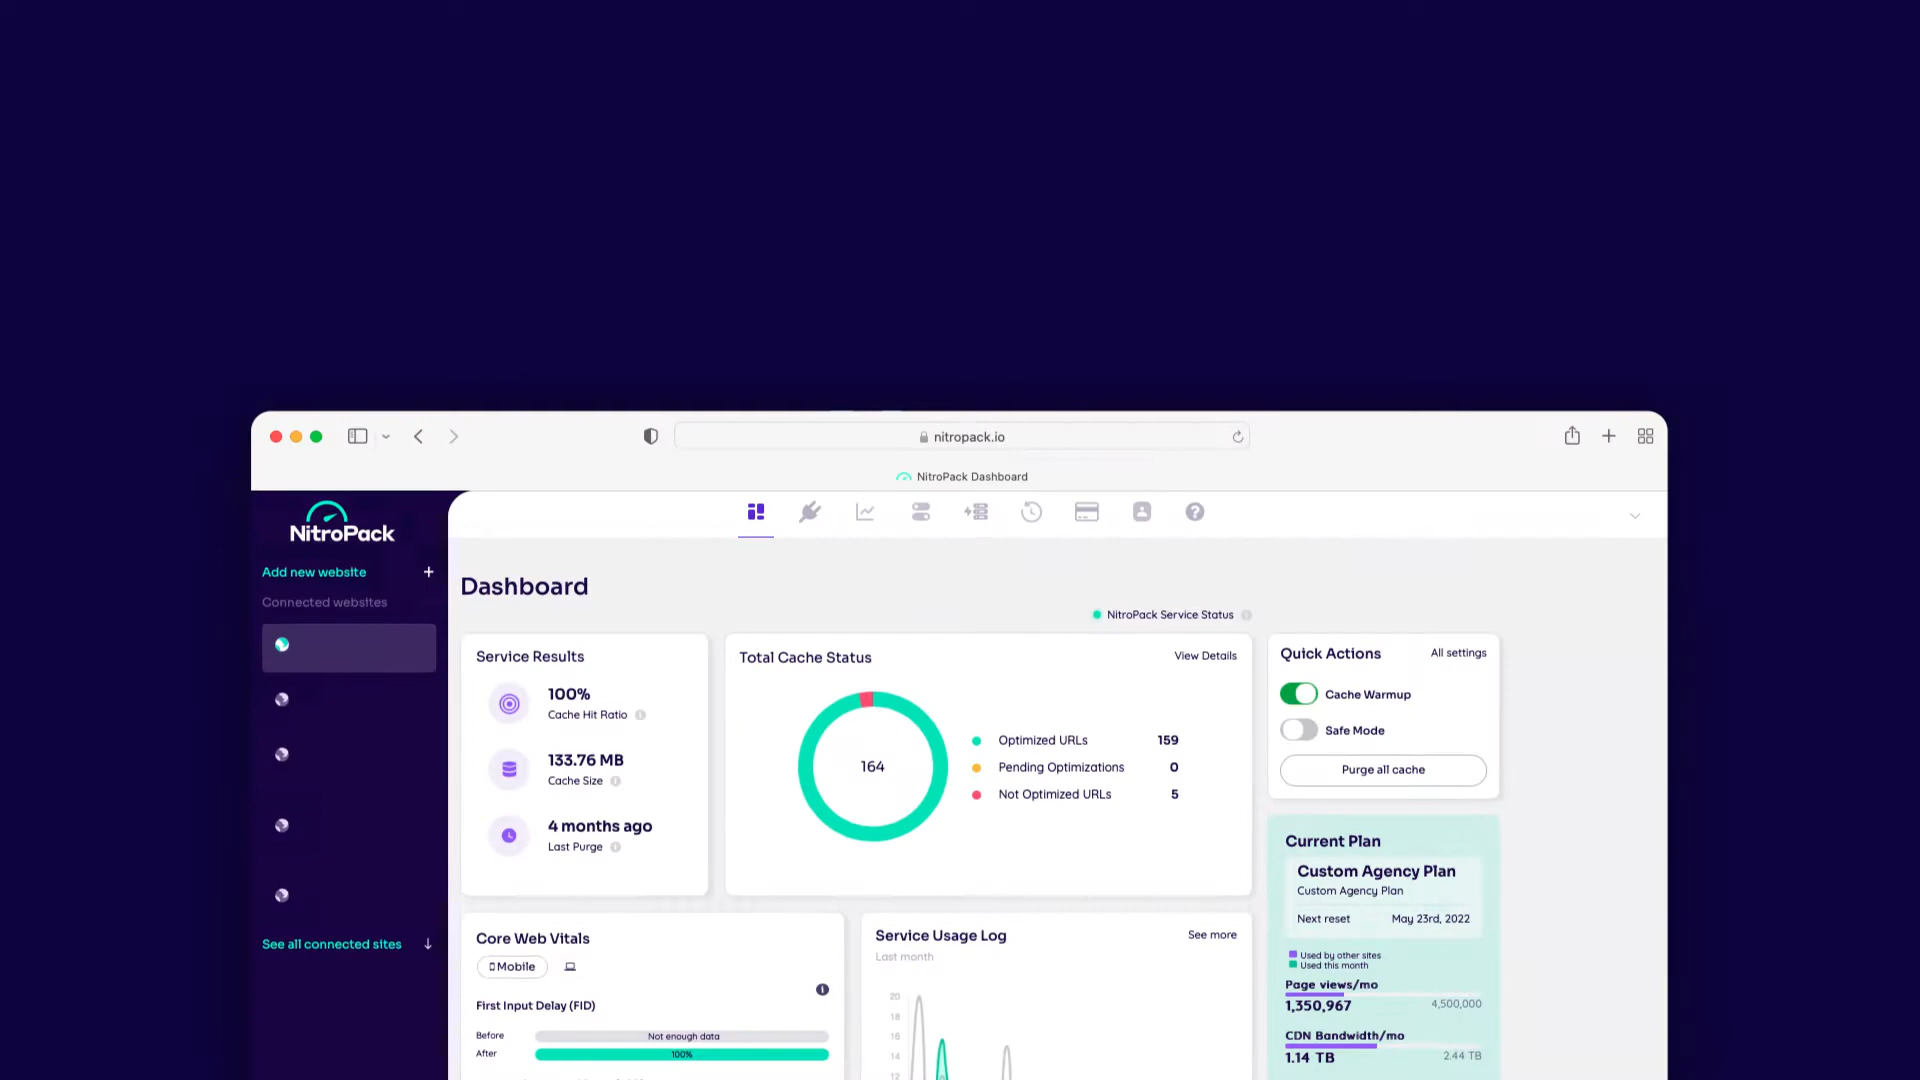 nitropack.io
NitroPack Dashboard
NitroPack
Add new website +
Connected websites
See all connected sites
Dashboard
NitroPack Service Status
Service Results
100%
Cache Hit Ratio
133.76 MB
Cache Size
4 months ago
Last Purge
Total Cache Status
View Details
164
Optimized URLs 159
Pending Optimizations 0
Not Optimized URLs 5
Quick Actions
All settings
Cache Warmup
Safe Mode
Purge all cache
Current Plan
Custom Agency Plan
Custom Agency Plan
Next reset May 23rd, 2022
Used by other sites
Used this month
Page views/mo
1,350,967 4,500,000
CDN Bandwidth/mo
1.14 TB 2.44 TB
Core Web Vitals
Mobile
First Input Delay (FID)
Before Not enough data
After 100%
Service Usage Log
See more
Last month
20
18
16
14
12